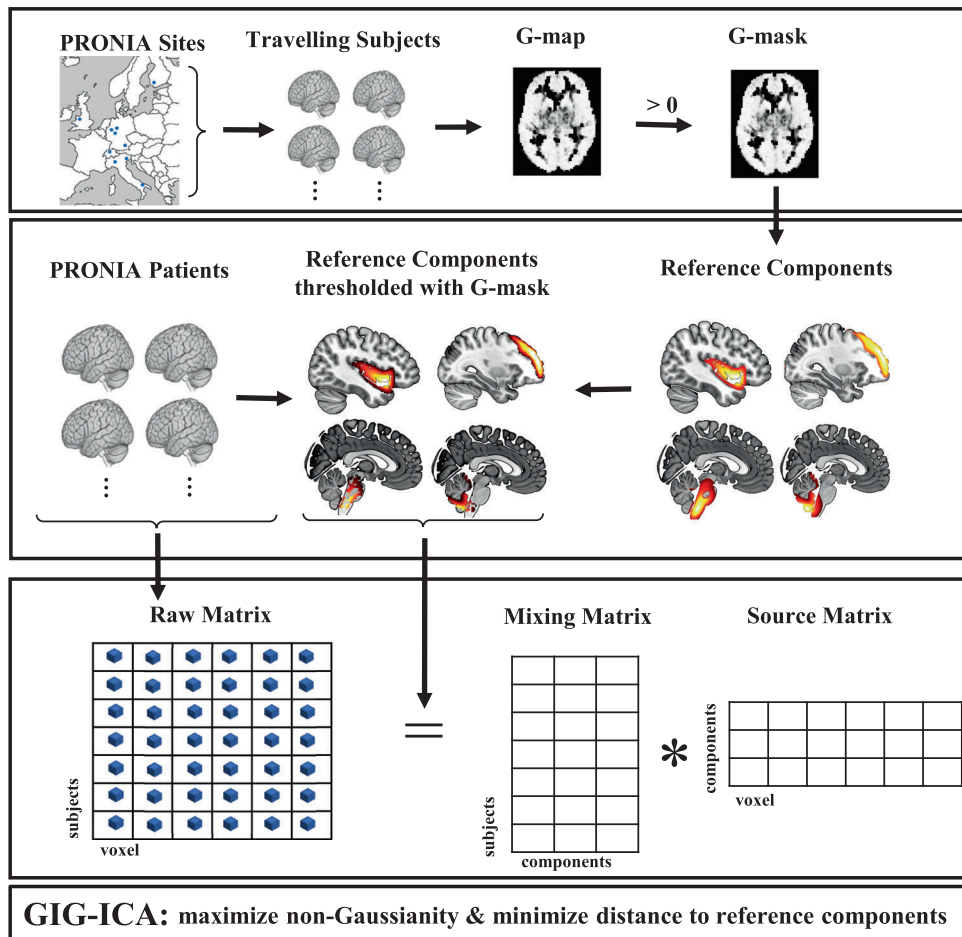 PRONIA Sites
Travelling Subjects
G-map
G-mask
> 0
PRONIA Patients
Reference Components
thresholded with G-mask
Reference Components
Raw Matrix
Mixing Matrix
Source Matrix
subjects
voxel
=
subjects
components
*
components
voxel
GIG-ICA: maximize non-Gaussianity & minimize distance to reference components